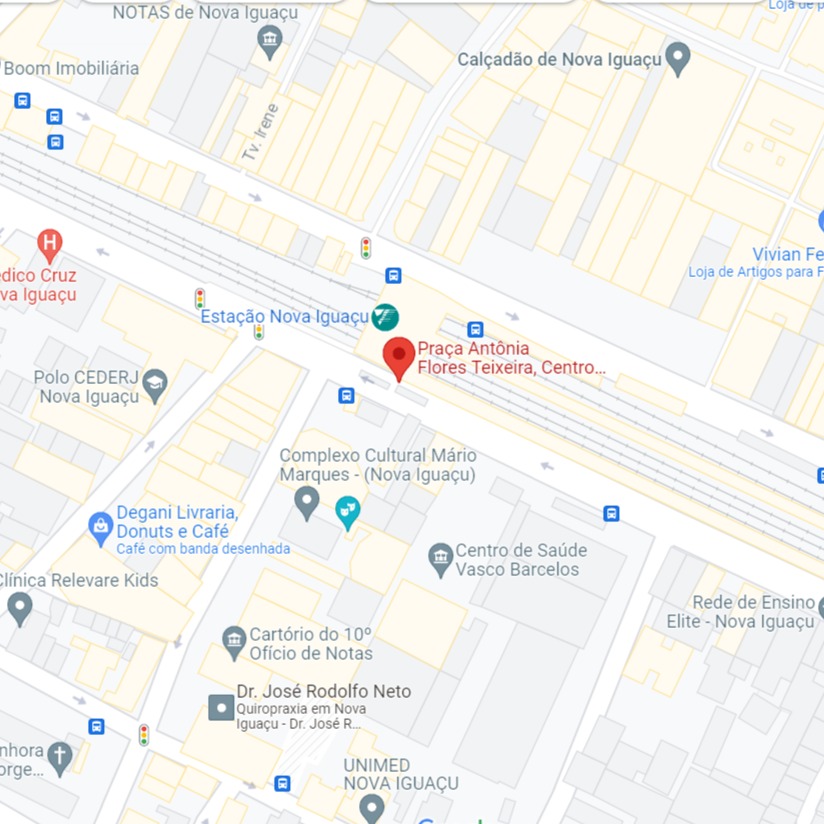 Loja de p
NOTAS de Nova Iguaçu
Calçadão de Nova Iguaçu
Boom Imobiliária
Tv. Irene
H
édico Cruz
va Iguaçu
Vivian Fe
Loja de Artigos para F
Estação Nova Iguaçu
Praça Antônia
Flores Teixeira, Centro...
Polo CEDERJ
Nova Iguaçu
Complexo Cultural Mário
Marques - (Nova Iguaçu)
Degani Livraria,
Donuts e Café
Café com banda desenhada
Centro de Saúde
Vasco Barcelos
Clínica Relevare Kids
Rede de Ensino
Elite - Nova Iguaçu
Cartório do 10º
Ofício de Notas
Dr. José Rodolfo Neto
Quiropraxia em Nova
Iguaçu - Dr. José R...
nhora
orge...
UNIMED
NOVA IGUAÇU